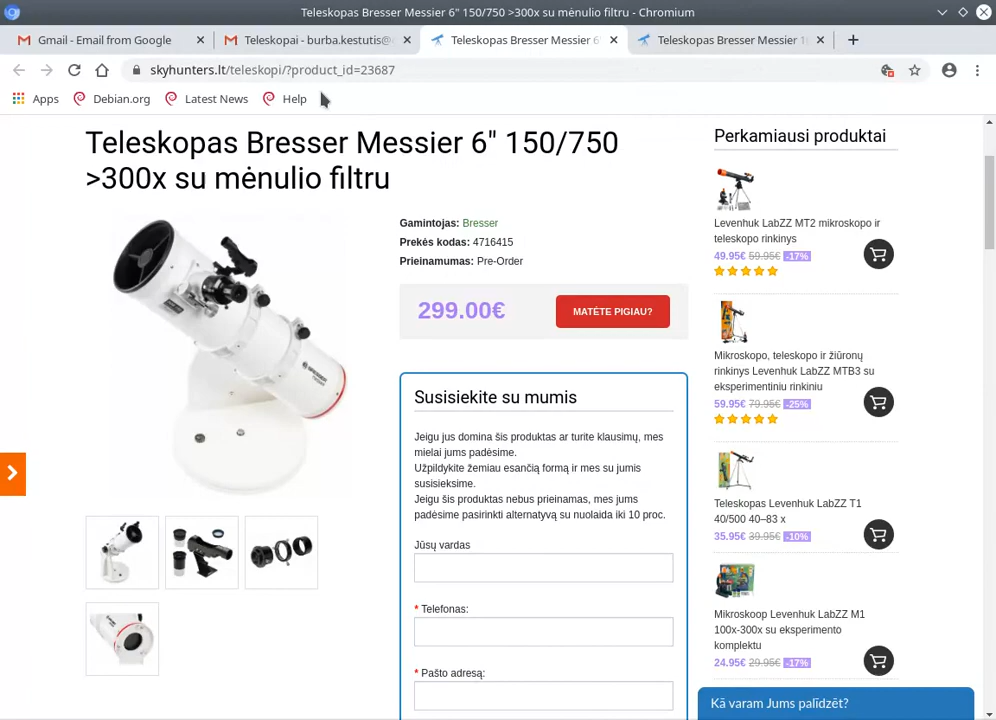 Teleskopas Bresser Messier 6" 150/750 >300x su mėnulio filtru - Chromium
Gmail - Email from Google
Teleskopai - burba.kestutis@
Teleskopas Bresser Messier 6"
Teleskopas Bresser Messier 1
skyhunters.lt/teleskopi/?product_id=23687
Apps
Debian.org
Latest News
Help
Teleskopas Bresser Messier 6" 150/750
>300x su mėnulio filtru
Gamintojas: Bresser
Prekės kodas: 4716415
Prieinamumas: Pre-Order
299.00€
MATĖTE PIGIAU?
Susisiekite su mumis
Jeigu jus domina šis produktas ar turite klausimų, mes
mielai jums padėsime.
Užpildykite žemiau esančią formą ir mes su jumis
susisieksime.
Jeigu šis produktas nebus prieinamas, mes jums
padėsime pasirinkti alternatyvą su nuolaida iki 10 proc.
Jūsų vardas
* Telefonas:
* Pašto adresą:
Perkamiausi produktai
Levenhuk LabZZ MT2 mikroskopo ir
teleskopo rinkinys
49.95€ 59.95€ -17%
Mikroskopo, teleskopo ir žiūronų
rinkinys Levenhuk LabZZ MTB3 su
eksperimentiniu rinkiniu
59.95€ 79.95€ -25%
Teleskopas Levenhuk LabZZ T1
40/500 40–83 x
35.95€ 39.95€ -10%
Mikroskoop Levenhuk LabZZ M1
100x-300x su eksperimento
komplektu
24.95€ 29.95€ -17%
Kā varam Jums palīdzēt?